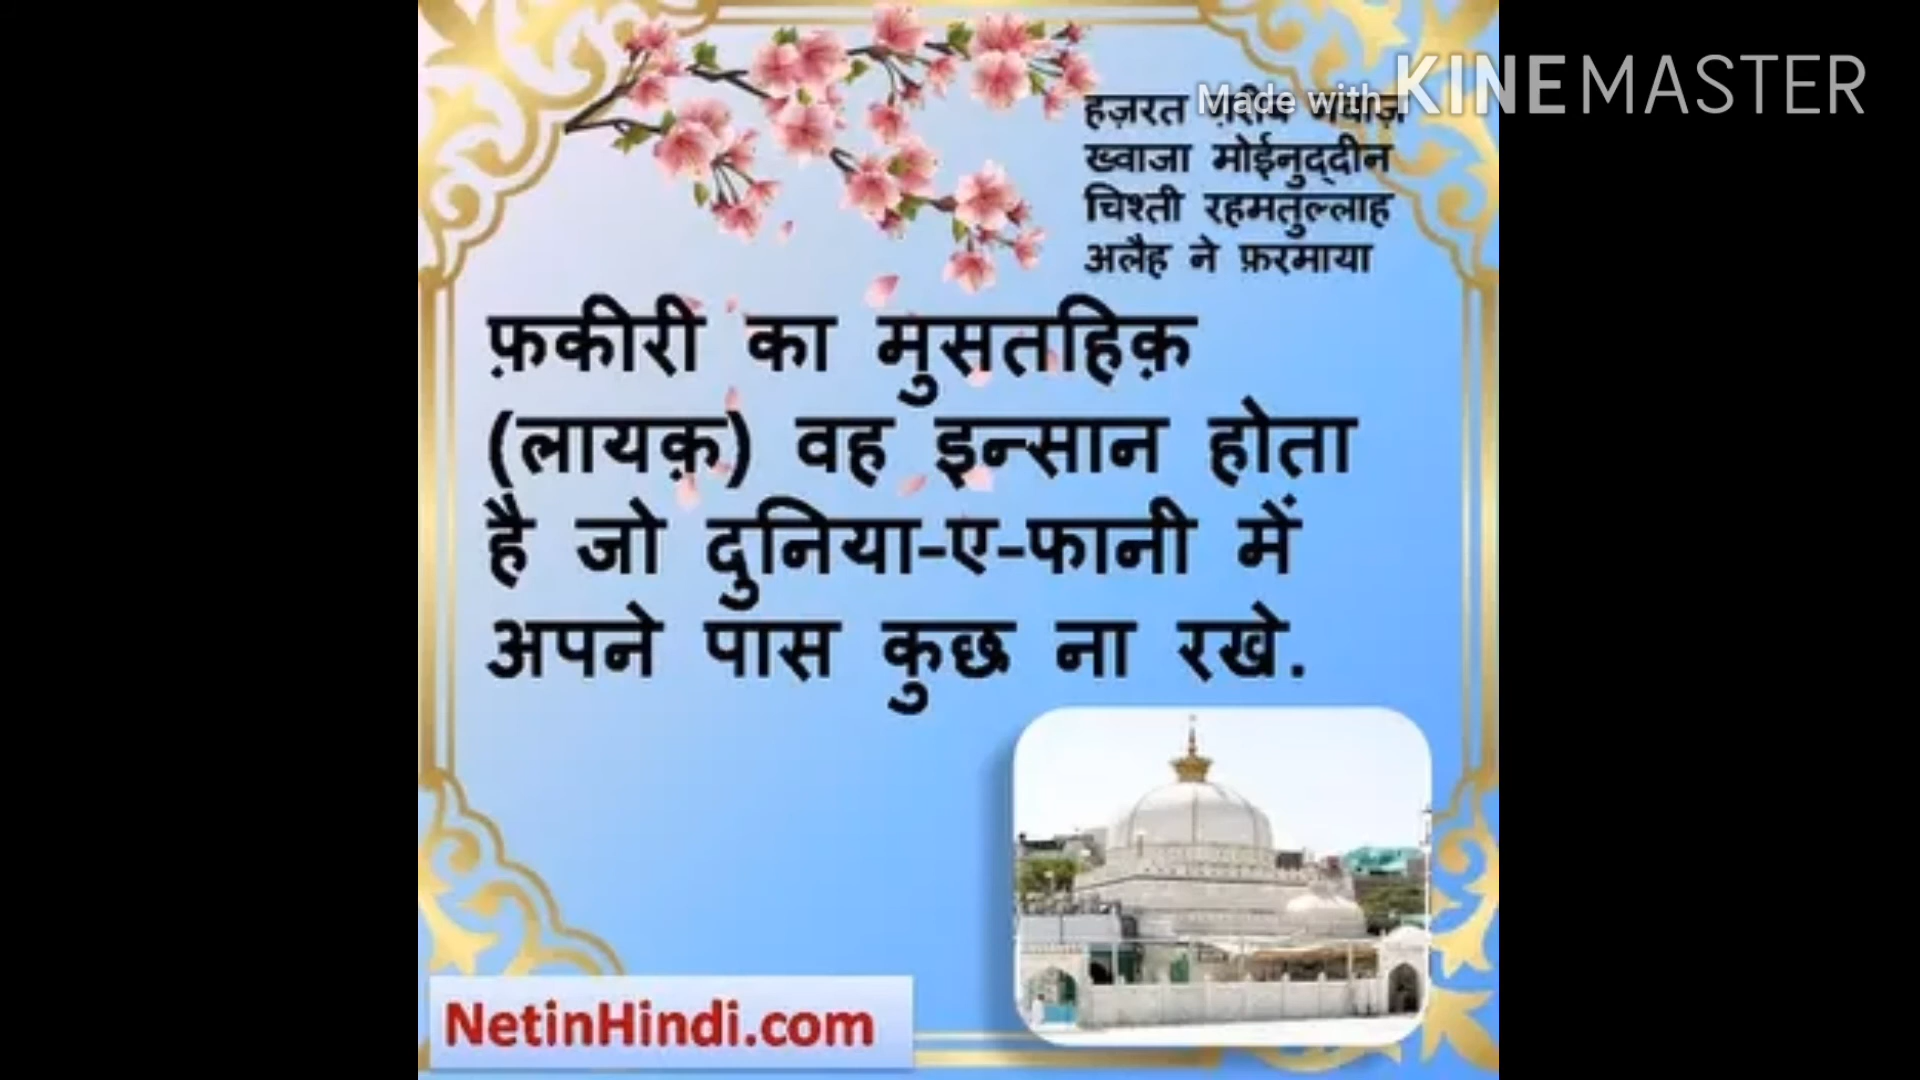 Made with KINEMASTER
हज़रत
ख्वाजा मोईनुद्दीन
चिश्ती रहमतुल्लाह
अलैह ने फ़रमाया
फ़कीरी का मुसतहिक़
(लायक़) वह इन्सान होता
है जो दुनिया-ए-फानी में
अपने पास कुछ ना रखे.
NetinHindi.com